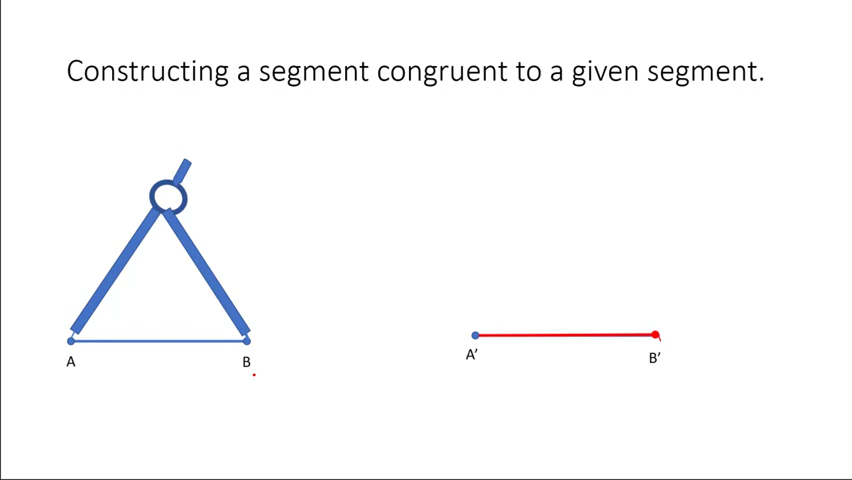 Constructing a segment congruent to a given segment.
A B
A’ B’